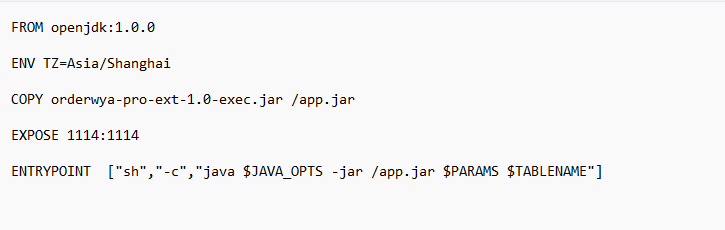 FROM openjdk:1.0.0
ENV TZ=Asia/Shanghai
COPY orderwya-pro-ext-1.0-exec.jar /app.jar
EXPOSE 1114:1114
ENTRYPOINT  ["sh","-c","java $JAVA_OPTS -jar /app.jar $PARAMS $TABLENAME"]